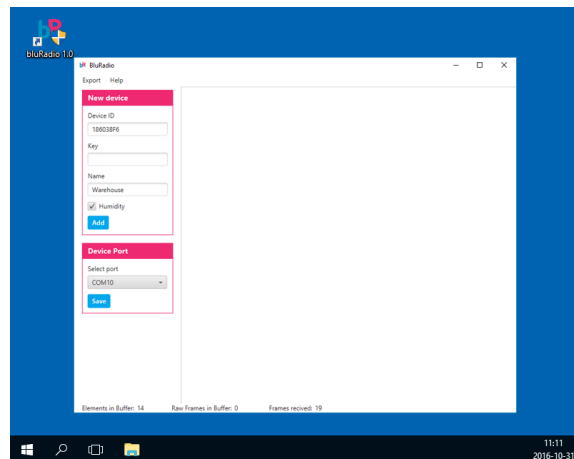 bluRadio 1.0
BluRadio
Export Help
New device
Device ID
186038F6
Key
Name
Warehouse
Humidity
Add
Device Port
Select port
COM10
Save
Elements in Buffer: 14 Raw Frames in Buffer: 0 Frames recived: 19
11:11
2016-10-31